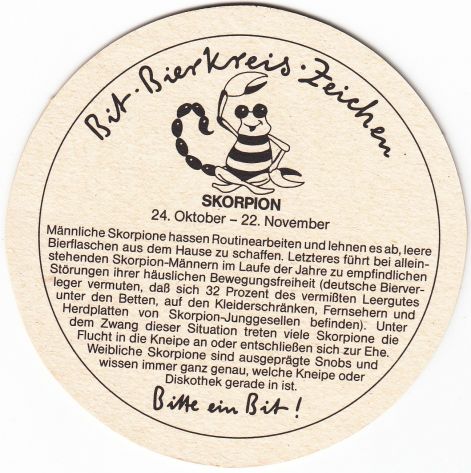 Bit-Bierkreis-Zeichen
SKORPION
24. Oktober – 22. November
Männliche Skorpione hassen Routinearbeiten und lehnen es ab, leere
Bierflaschen aus dem Hause zu schaffen. Letzteres führt bei allein-
stehenden Skorpion-Männern im Laufe der Jahre zu empfindlichen
Störungen ihrer häuslichen Bewegungsfreiheit (deutsche Bierver-
leger vermuten, daß sich 32 Prozent des vermißten Leergutes
unter den Betten, auf den Kleiderschränken, Fernsehern und
Herdplatten von Skorpion-Junggesellen befinden). Unter
dem Zwang dieser Situation treten viele Skorpione die
Flucht in die Kneipe an oder entschließen sich zur Ehe.
Weibliche Skorpione sind ausgeprägte Snobs und
wissen immer ganz genau, welche Kneipe oder
Diskothek gerade in ist.
Bitte ein Bit!